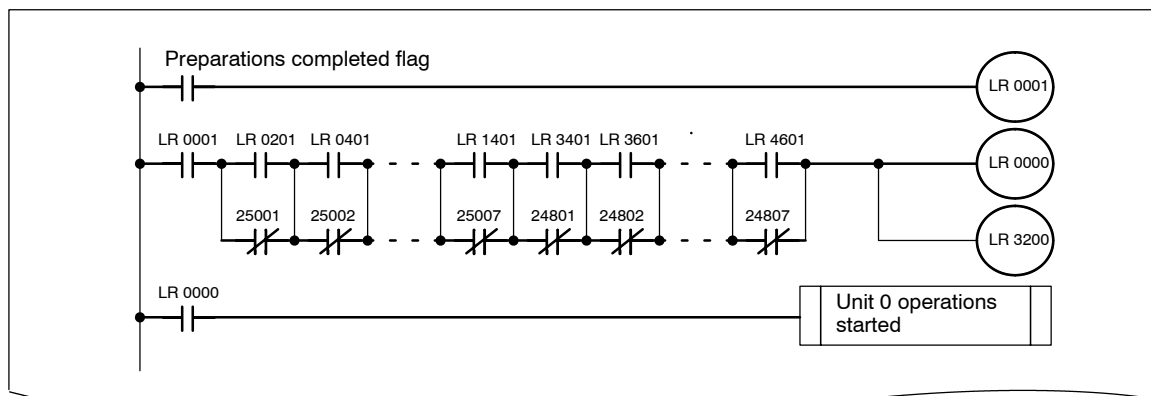 Preparations completed flag
LR 0001
LR 0001 LR 0201 LR 0401 LR 1401 LR 3401 LR 3601 LR 4601
LR 0000
25001 25002 25007 24801 24802 24807
LR 3200
LR 0000
Unit 0 operations
started